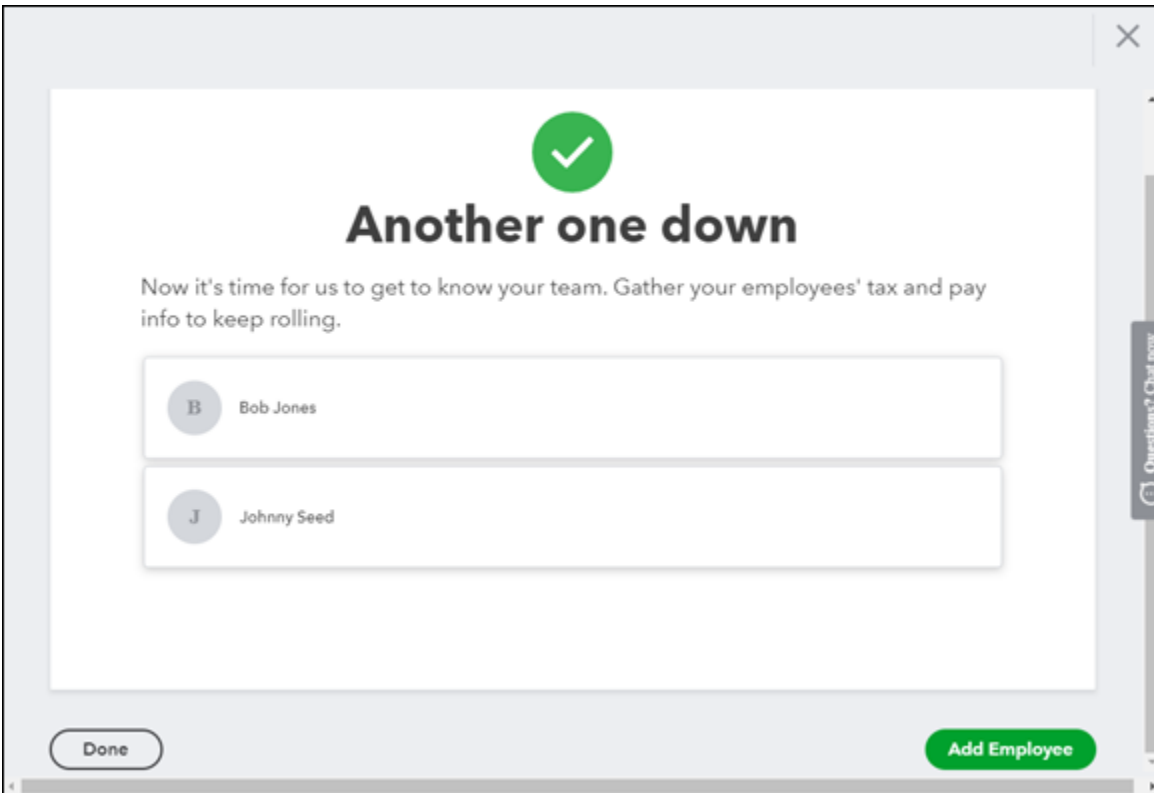 Another one down
Now it's time for us to get to know your team. Gather your employees' tax and pay
info to keep rolling.
B
Bob Jones
J
Johnny Seed
Questions? Chat now
Done
Add Employee